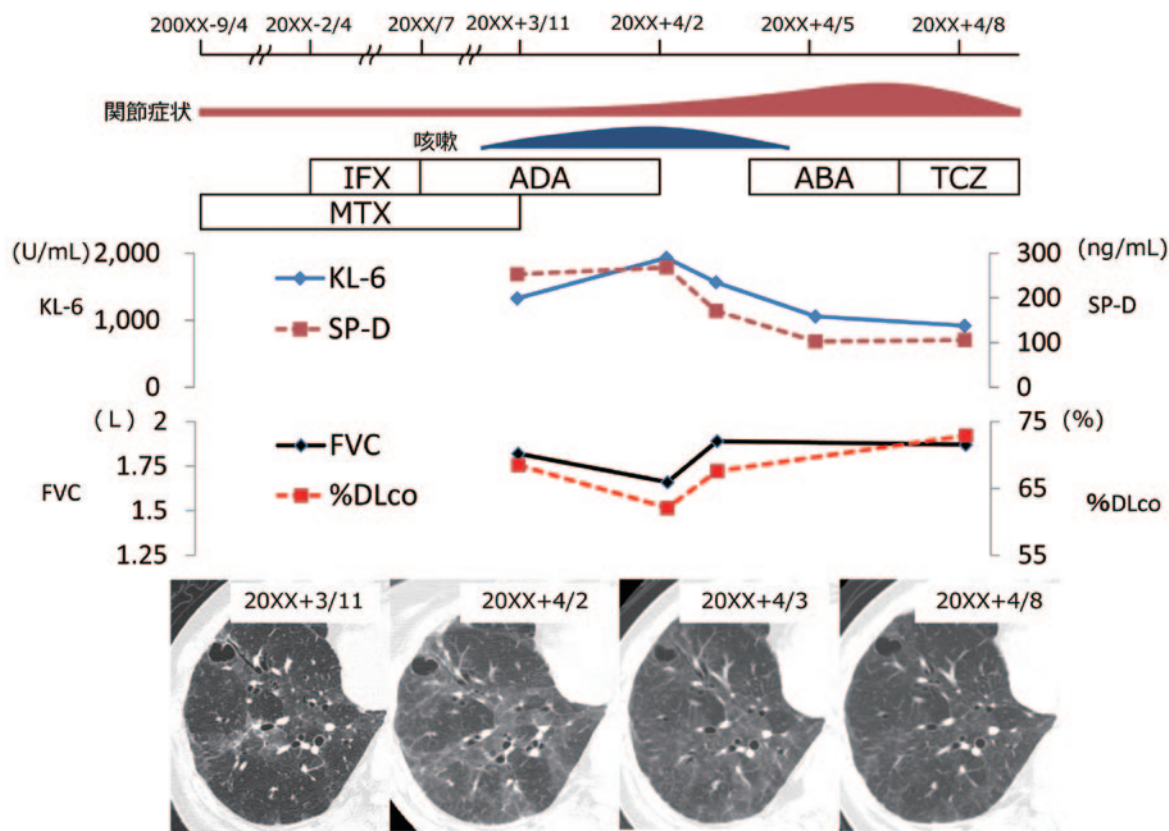 200XX-9/4 20XX-2/4 20XX/7 20XX+3/11 20XX+4/2 20XX+4/5 20XX+4/8
関節症状
咳嗽
IFX ADA ABA TCZ
MTX
(U/mL) 2,000 300 (ng/mL)
KL-6
200
KL-6 SP-D
1,000
SP-D
100
0 0
(L) 2 75 (%)
FVC
1.75
65
FVC %DLco %DLco
1.5
1.25 55
20XX+3/11 20XX+4/2 20XX+4/3 20XX+4/8